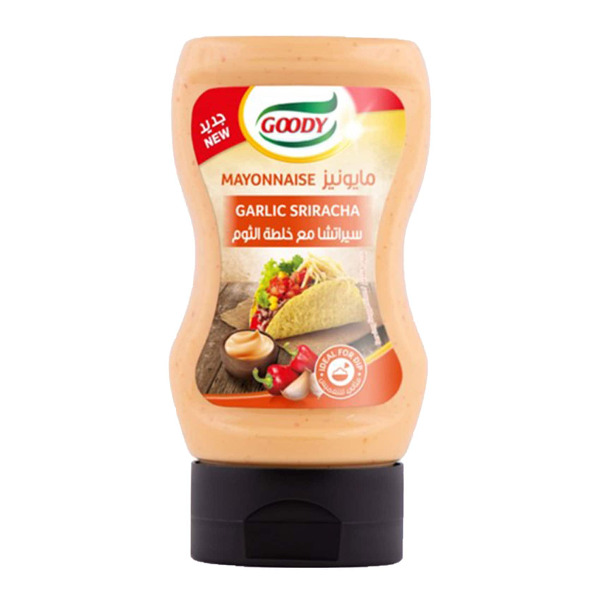 جديد
NEW
GOODY
MAYONNAISE مايونيز
GARLIC SRIRACHA
سيراتشا مع خلطة الثوم
IDEAL FOR DIP